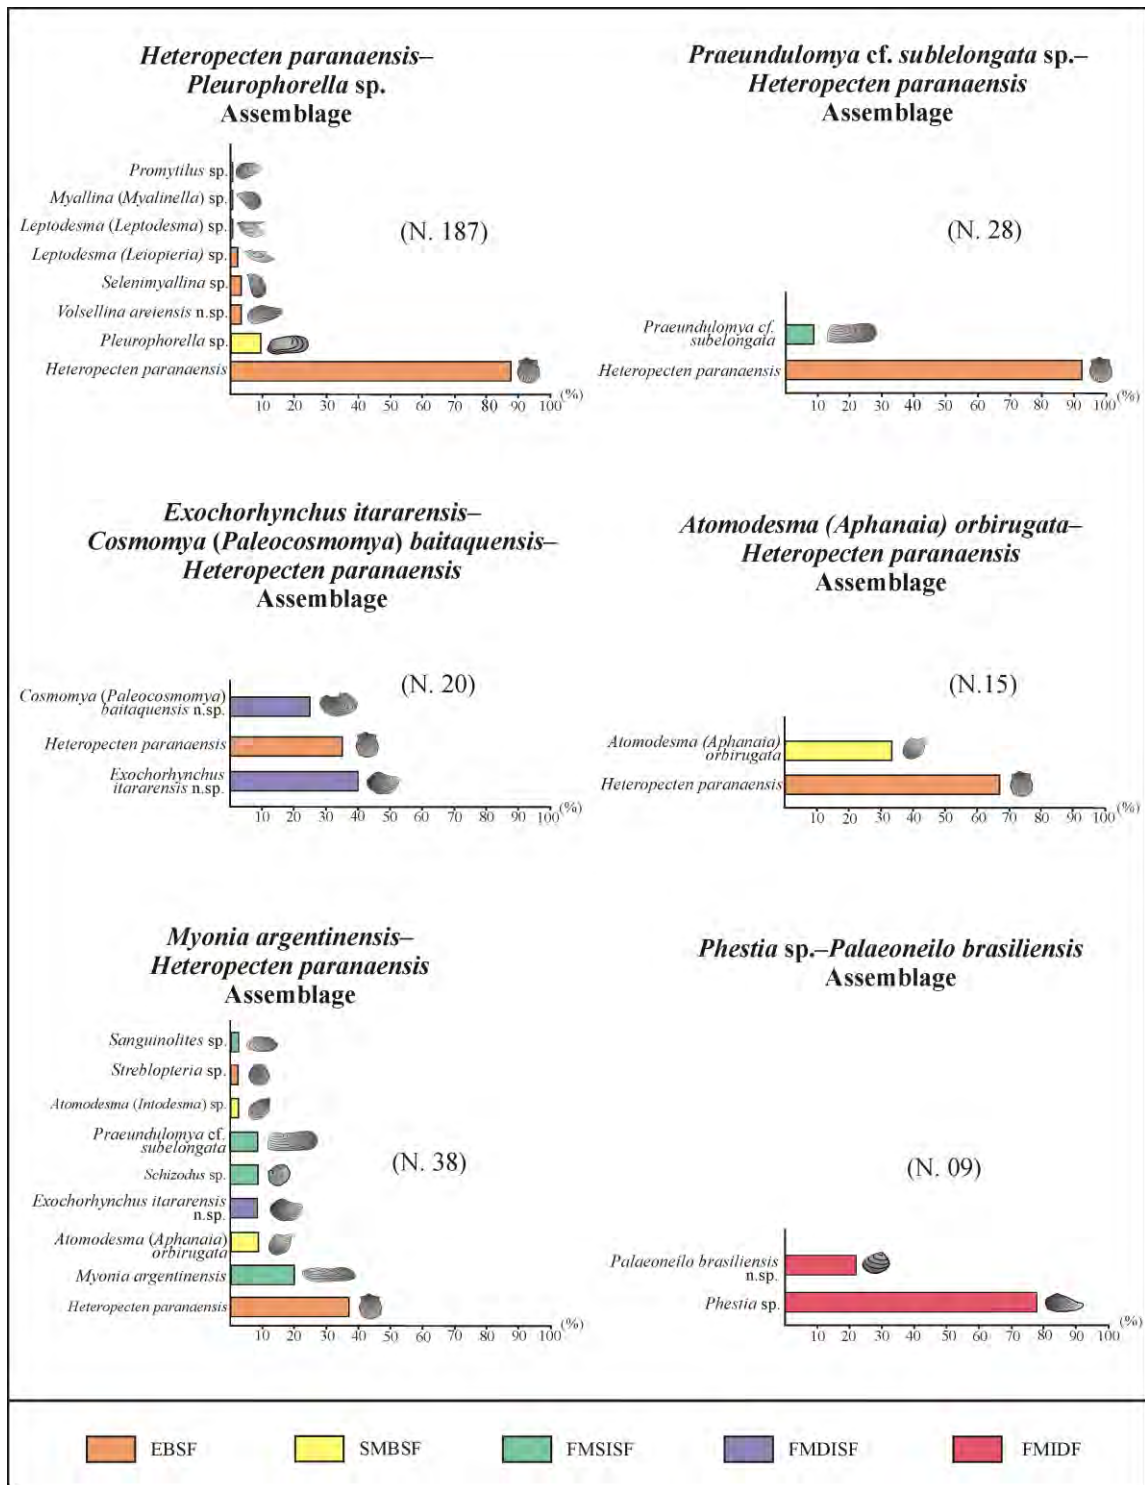 Heteropecten paranaensis–
Pleurophorella sp.
Assemblage
Promytilus sp.
Myallina (Myalinella) sp.
Leptodesma (Leptodesma) sp.
Leptodesma (Leiopieria) sp.
Selenimyallina sp.
Volsellina areiensis n.sp.
Pleurophorella sp.
Heteropecten paranaensis
(N. 187)
10 20 30 40 50 60 70 80 90 100 (%)
Praeundulomya cf. sublelongata sp.–
Heteropecten paranaensis
Assemblage
(N. 28)
Praeundulomya cf.
subelongata
Heteropecten paranaensis
10 20 30 40 50 60 70 80 90 100 (%)
Exochorhynchus itararensis–
Cosmomya (Paleocosmomya) baitaquensis–
Heteropecten paranaensis
Assemblage
(N. 20)
Cosmomya (Paleocosmomya)
baitaquensis n.sp.
Heteropecten paranaensis
Exochorhynchus
itararensis n.sp.
10 20 30 40 50 60 70 80 90 100 (%)
Atomodesma (Aphanaia) orbirugata–
Heteropecten paranaensis
Assemblage
(N.15)
Atomodesma (Aphanaia)
orbirugata
Heteropecten paranaensis
10 20 30 40 50 60 70 80 90 100 (%)
Myonia argentinensis–
Heteropecten paranaensis
Assemblage
Sanguinolites sp.
Streblopteria sp.
Atomodesma (Intodesma) sp.
Praeundulomya cf.
subelongata
Schizodus sp.
Exochorhynchus itararensis
n.sp.
Atomodesma (Aphanaia)
orbirugata
Myonia argentinensis
Heteropecten paranaensis
(N. 38)
10 20 30 40 50 60 70 80 90 100 (%)
Phestia sp.–Palaeoneilo brasiliensis
Assemblage
(N. 09)
Palaeoneilo brasiliensis
n.sp.
Phestia sp.
10 20 30 40 50 60 70 80 90 100 (%)
EBSF SMBSF FMSISF FMDISF FMIDF